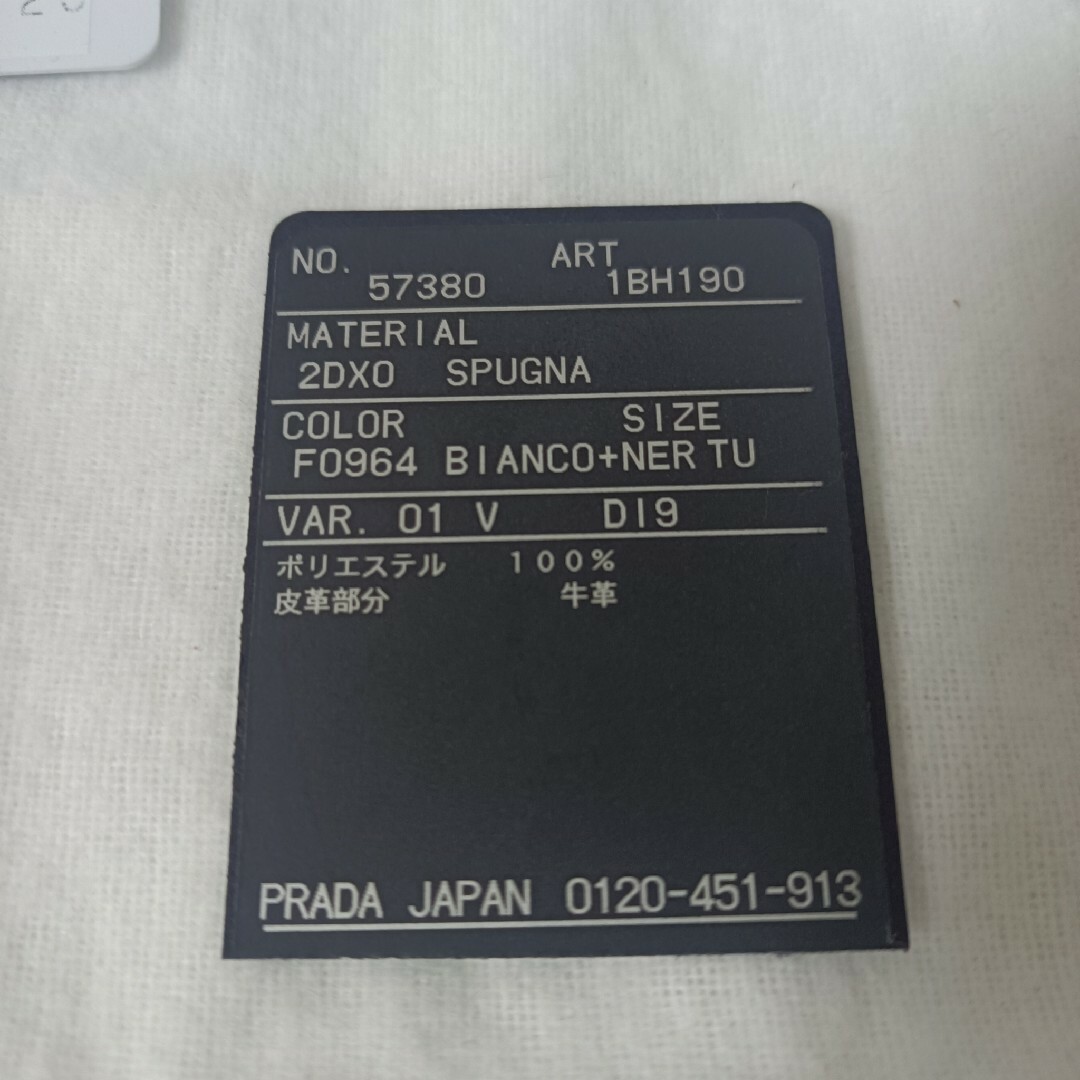 NO. ART
57380 1BH190
MATERIAL
2DX0 SPUGNA
COLOR SIZE
F0964 BIANCO+NER TU
VAR. 01 V D19
ポリエステル 100%
皮革部分 牛革
PRADA JAPAN 0120-451-913